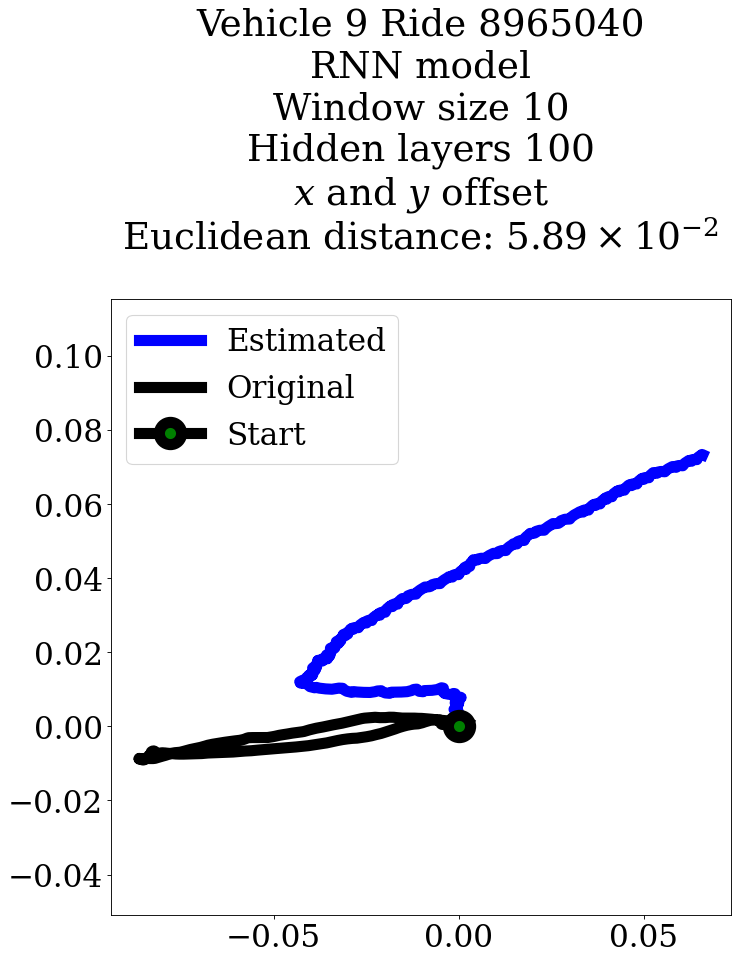 Vehicle 9 Ride 8965040
RNN model
Window size 10
Hidden layers 100
x and y offset
Euclidean distance: 5.89 × 10⁻²
Estimated
Original
Start
0.10
0.08
0.06
0.04
0.02
0.00
−0.02
−0.04
−0.05 0.00 0.05